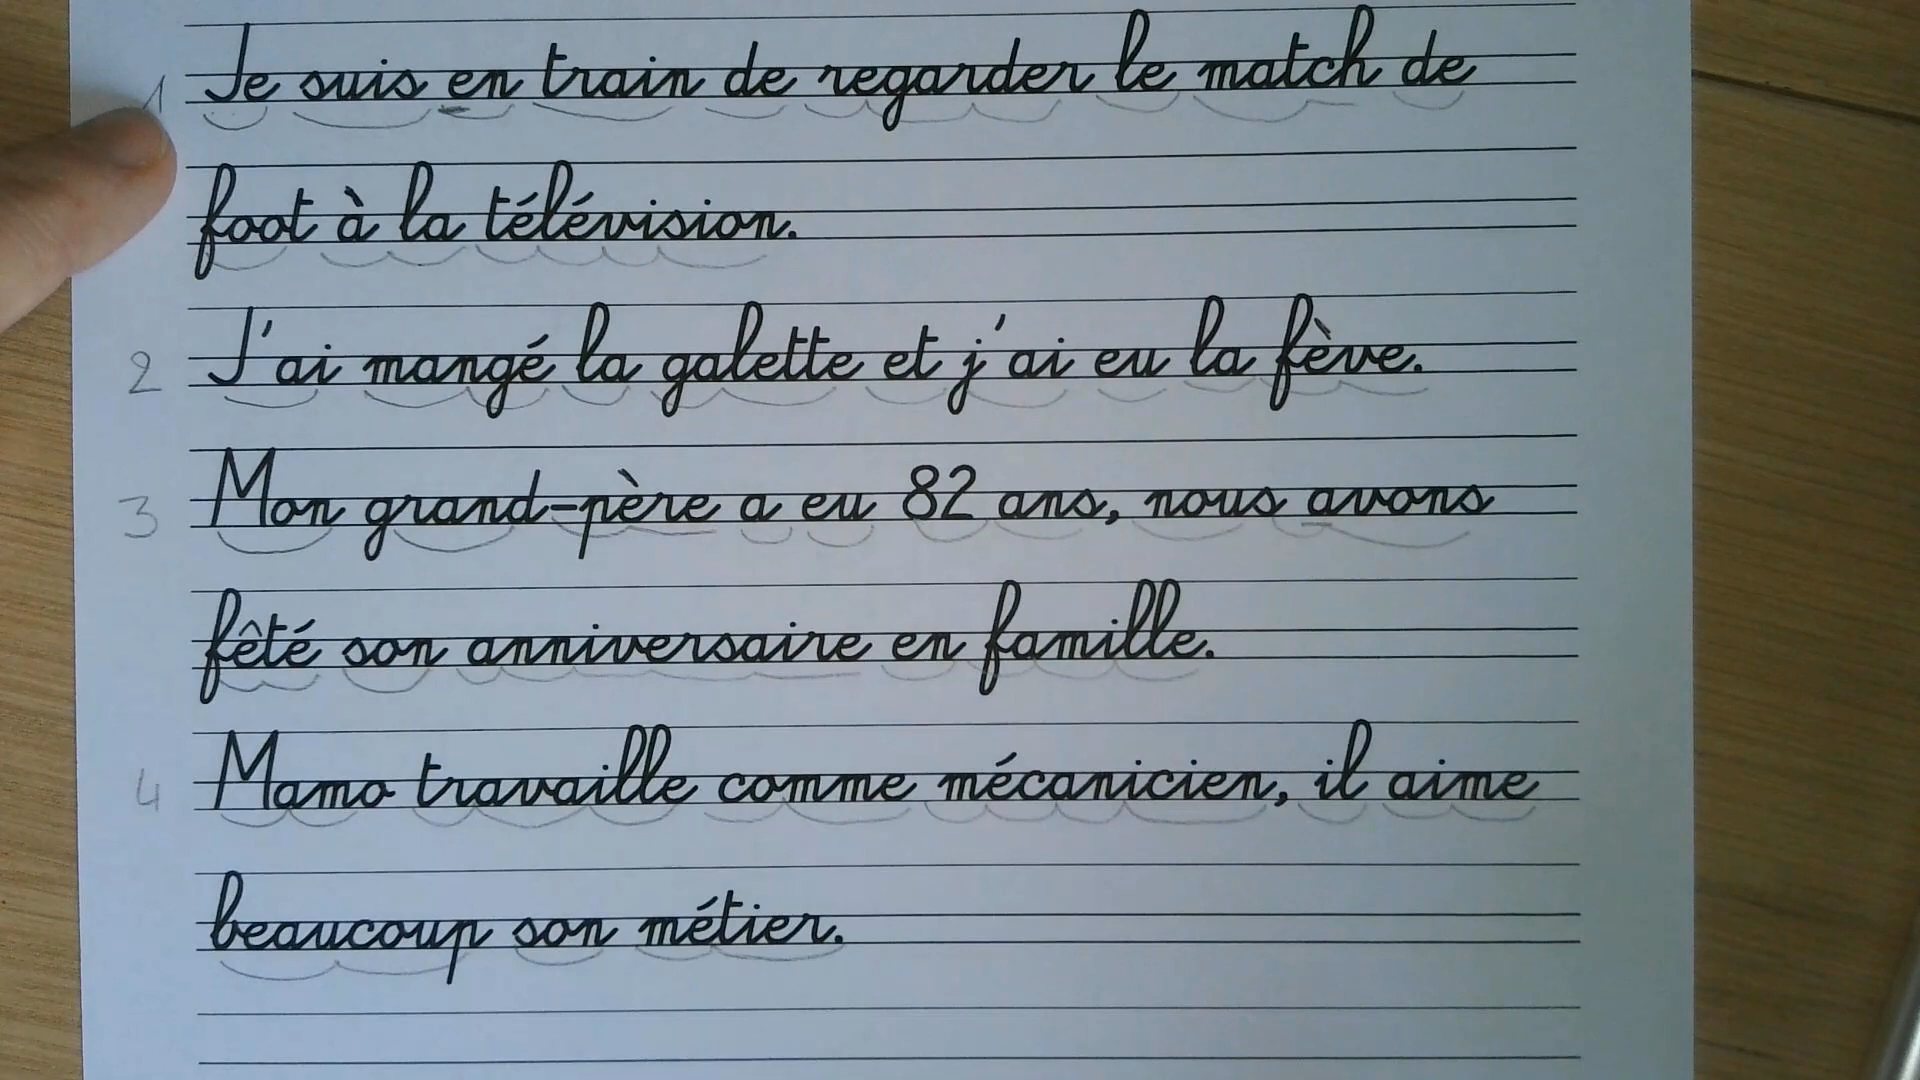 1 Je suis en train de regarder le match de
foot à la télévision.
2 J'ai mangé la galette et j'ai eu la fève.
3 Mon grand-père a eu 82 ans, nous avons
fêté son anniversaire en famille.
4 Mamo travaille comme mécanicien, il aime
beaucoup son métier.